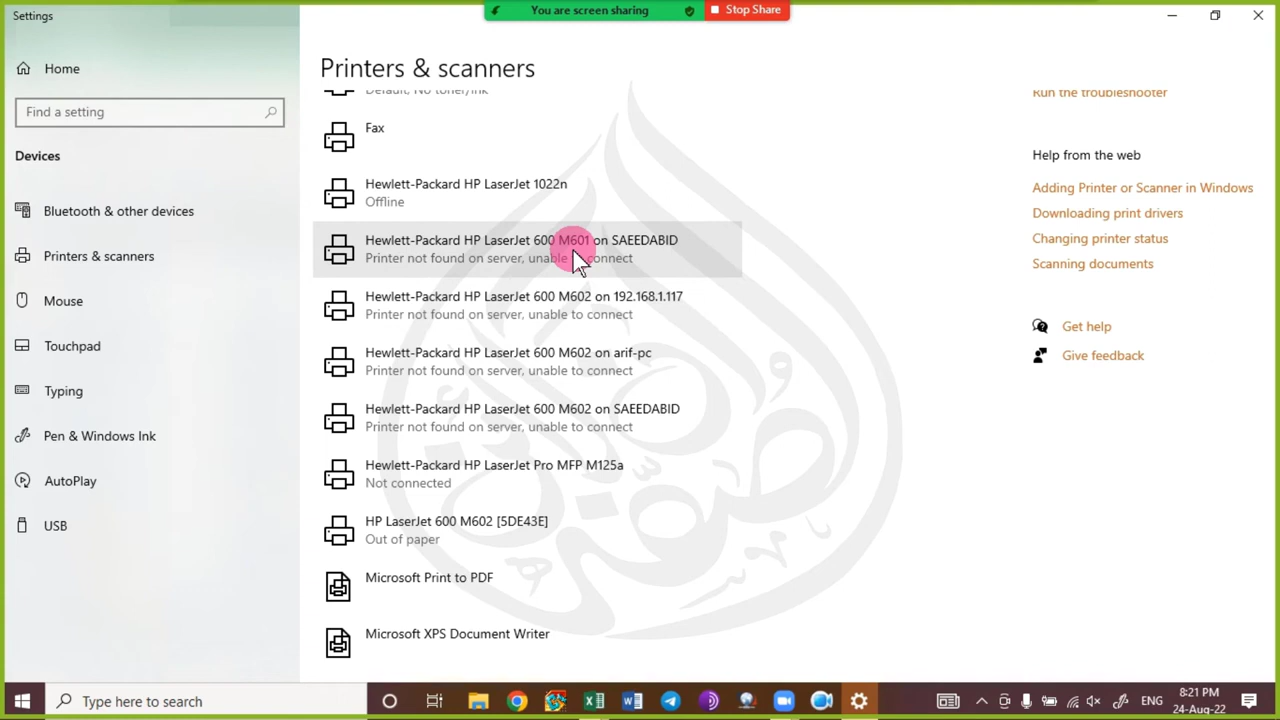 Settings
You are screen sharing
Stop Share
Home
Find a setting
Devices
Bluetooth & other devices
Printers & scanners
Mouse
Touchpad
Typing
Pen & Windows Ink
AutoPlay
USB
Printers & scanners
Default, No toner/ink
Fax
Hewlett-Packard HP LaserJet 1022n
Offline
Hewlett-Packard HP LaserJet 600 M601 on SAEEDABID
Printer not found on server, unable connect
Hewlett-Packard HP LaserJet 600 M602 on 192.168.1.117
Printer not found on server, unable to connect
Hewlett-Packard HP LaserJet 600 M602 on arif-pc
Printer not found on server, unable to connect
Hewlett-Packard HP LaserJet 600 M602 on SAEEDABID
Printer not found on server, unable to connect
Hewlett-Packard HP LaserJet Pro MFP M125a
Not connected
HP LaserJet 600 M602 [5DE43E]
Out of paper
Microsoft Print to PDF
Microsoft XPS Document Writer
Run the troubleshooter
Help from the web
Adding Printer or Scanner in Windows
Downloading print drivers
Changing printer status
Scanning documents
Get help
Give feedback
Type here to search
ENG
8:21 PM
24-Aug-22